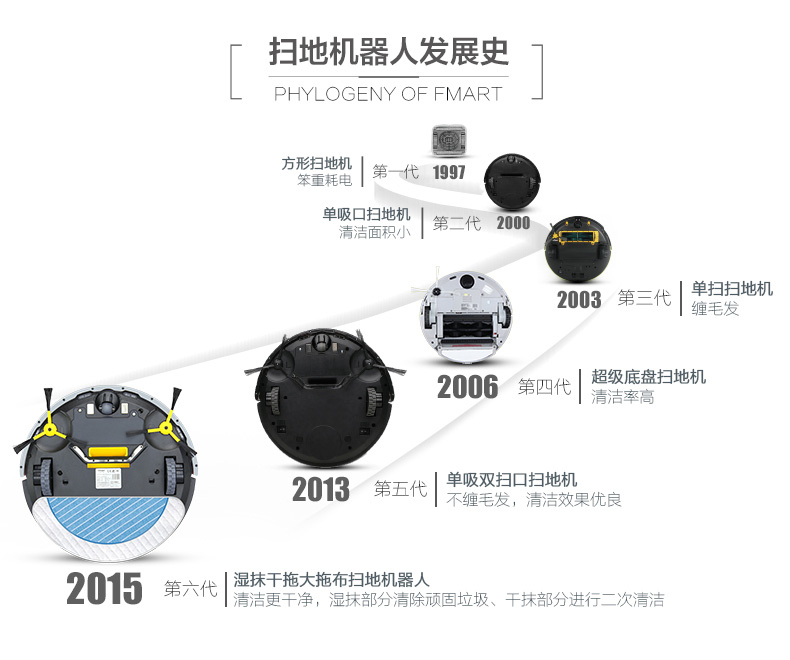 扫地机器人发展史
PHYLOGENY OF FMART
方形扫地机
笨重耗电
第一代
1997
单吸口扫地机
清洁面积小
第二代
2000
2003
第三代
单扫扫地机
缠毛发
2006
第四代
超级底盘扫地机
清洁率高
2013
第五代
单吸双扫口扫地机
不缠毛发，清洁效果优良
2015
第六代
湿抹干拖大拖布扫地机器人
清洁更干净，湿抹部分清除顽固垃圾、干抹部分进行二次清洁